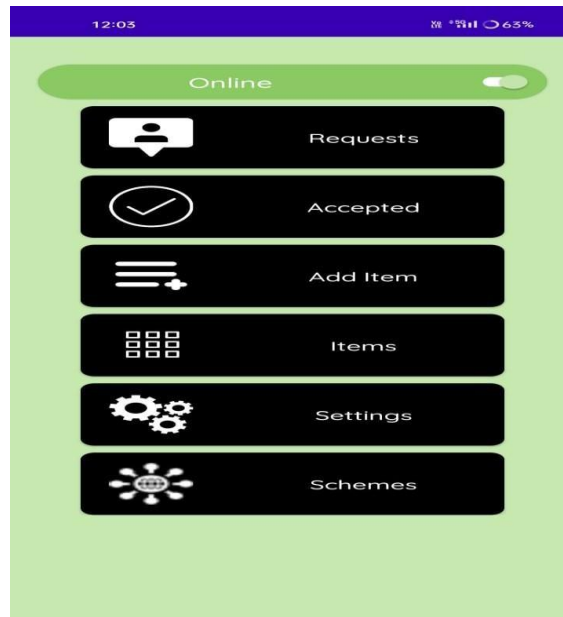 12:03 63%
Online
Requests
Accepted
Add Item
Items
Settings
Schemes